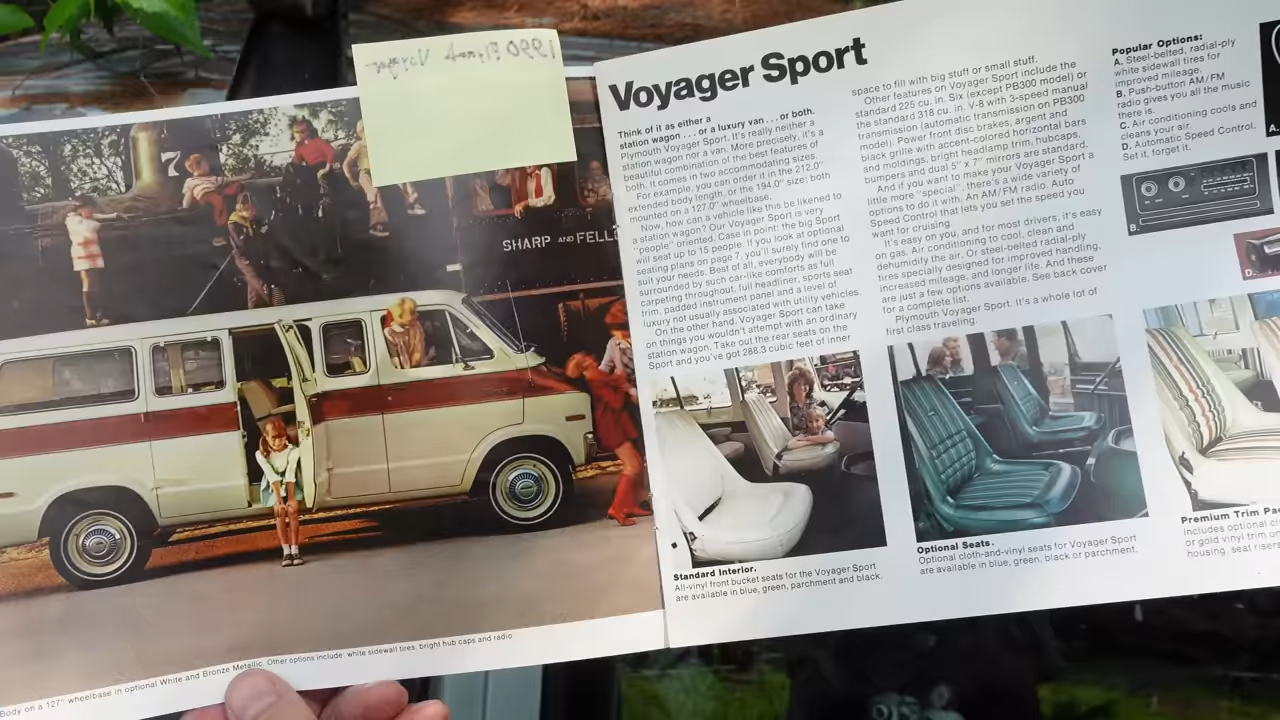 1990 Plymouth Voyager
7
SHARP AND FELLO
Body on a 127" wheelbase in optional White and Bronze Metallic. Other options include: white sidewall tires, bright hub caps and radio
Voyager Sport
Think of it as either a
station wagon . . . or a luxury van . . . or both.
Plymouth Voyager Sport. It's really neither a
station wagon nor a van. More precisely, it's a
beautiful combination of the best features of
both. It comes in two accommodating sizes.
For example, you can order it in the 212.0"
extended body length, or the 194.0" size; both
mounted on a 127.0" wheelbase.
Now, how can a vehicle like this be likened to
a station wagon? Our Voyager Sport is very
"people" oriented. Case in point: the big Sport
will seat up to 15 people. If you look at optional
seating plans on page 7, you'll surely find one to
suit your needs. Best of all, everybody will be
surrounded by such car-like comforts as full
carpeting throughout, full headliner, sports seat
trim, padded instrument panel and a level of
luxury not usually associated with utility vehicles.
On the other hand, Voyager Sport can take
on things you wouldn't attempt with an ordinary
station wagon. Take out the rear seats on the
Sport and you've got 288.3 cubic feet of inner
space to fill with big stuff or small stuff.
Other features on Voyager Sport include the
standard 225 cu. in. Six (except PB300 model) or
the standard 318 cu. in. V-8 with 3-speed manual
transmission (automatic transmission on PB300
model). Power front disc brakes, argent and
black grille with accent-colored horizontal bars
and moldings, bright headlamp trim, hubcaps,
bumpers and dual 5" x 7" mirrors are standard.
And if you want to make your Voyager Sport a
little more "special", there's a wide variety of
options to do it with. An AM/FM radio. Auto
Speed Control that lets you set the speed you
want for cruising.
It's easy on you, and for most drivers, it's easy
on gas. Air conditioning to cool, clean and
dehumidify the air. Or steel-belted radial-ply
tires specially designed for improved handling,
increased mileage, and longer life. And these
are just a few options available. See back cover
for a complete list.
Plymouth Voyager Sport. It's a whole lot of
first class traveling.
Popular Options:
A. Steel-belted, radial-ply
white sidewall tires for
improved mileage.
B. Push-button AM/FM
radio gives you all the music
there is.
C. Air conditioning cools and
cleans your air.
D. Automatic Speed Control.
Set it, forget it.
A.
B.
D.
Standard Interior.
All-vinyl front bucket seats for the Voyager Sport
are available in blue, green, parchment and black.
Optional Seats.
Optional cloth-and-vinyl seats for Voyager Sport
are available in blue, green, black or parchment.
Premium Trim Pa
Includes optional cl
or gold vinyl trim on
housing, seat risers